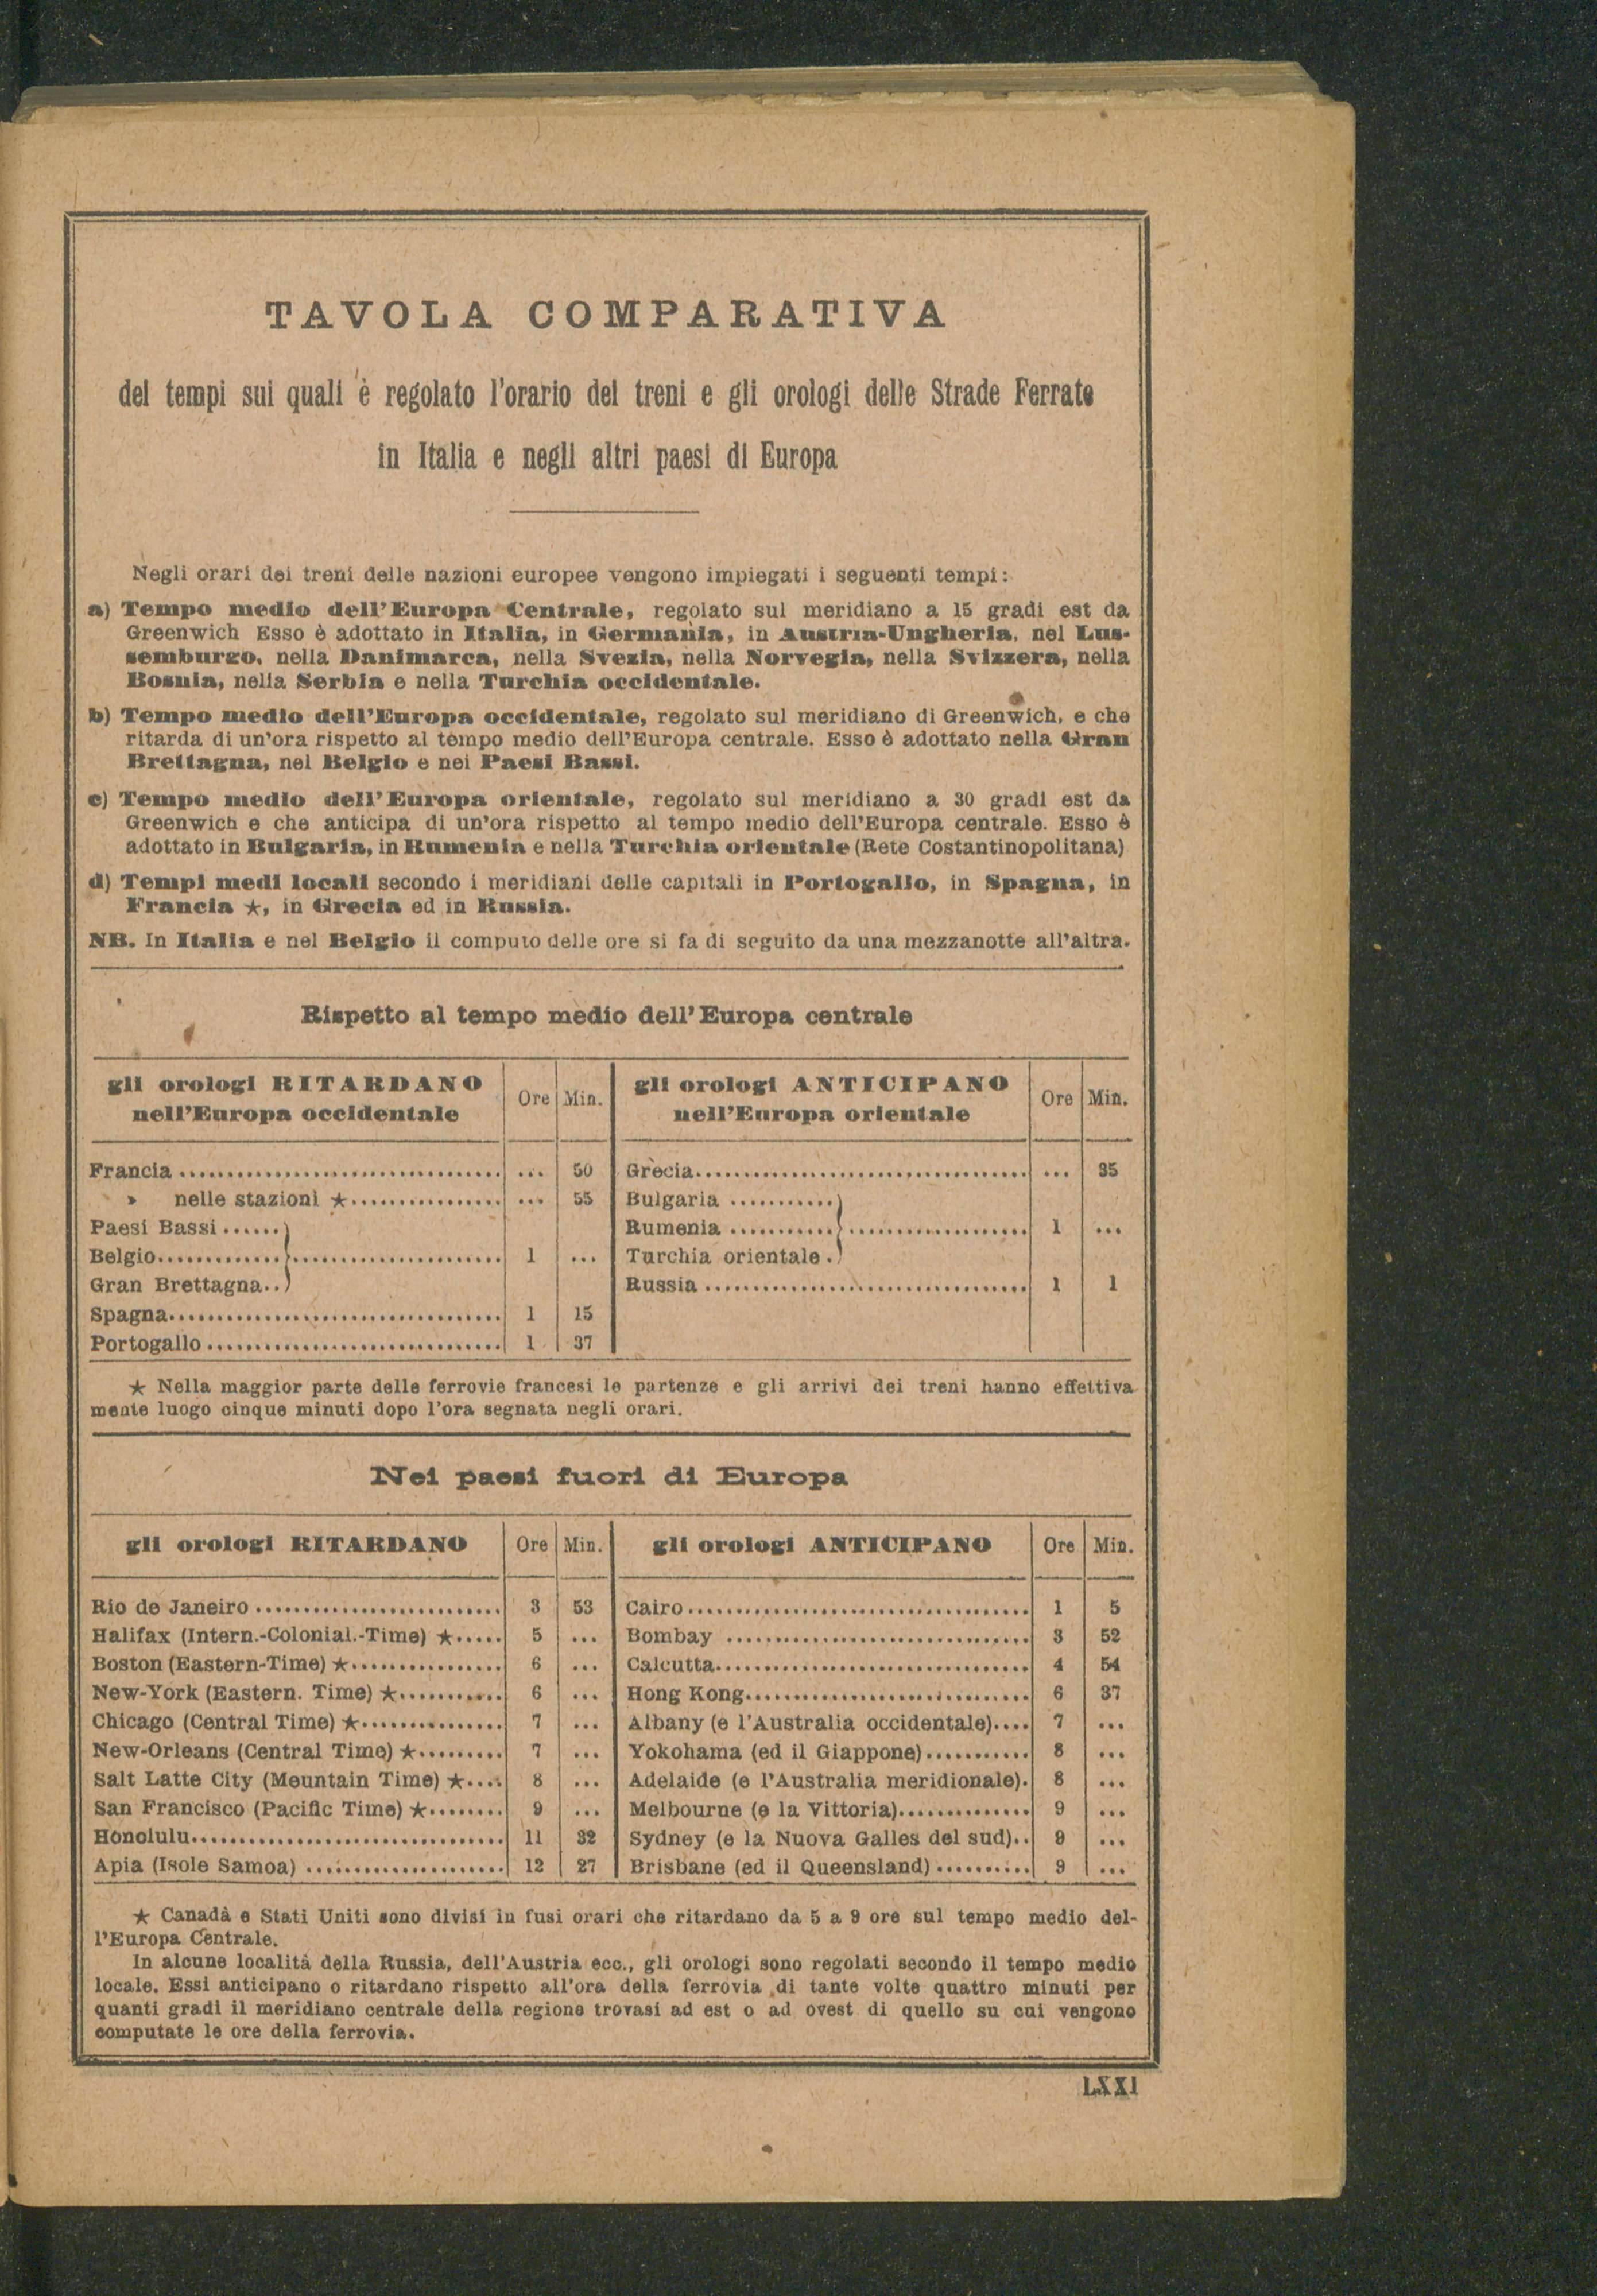 TAVOLA COMPARATIVA
dei tempi sui quali è regolato l'orario dei treni e gli orologi delle Strade Ferrate
in Italia e negli altri paesi di Europa
Negli orari dei treni delle nazioni europee vengono impiegati i seguenti tempi:
a) Tempo medio dell'Europa Centrale, regolato sul meridiano a 15 gradi est da
Greenwich Esso è adottato in Italia, in Germania, in Austria-Ungheria, nel Lus-
semburgo, nella Danimarca, nella Svezia, nella Norvegia, nella Svizzera, nella
Bosnia, nella Serbia e nella Turchia occidentale.
b) Tempo medio dell'Europa occidentale, regolato sul meridiano di Greenwich, e che
ritarda di un'ora rispetto al tempo medio dell'Europa centrale. Esso è adottato nella Gran
Brettagna, nel Belgio e nei Paesi Bassi.
c) Tempo medio dell'Europa orientale, regolato sul meridiano a 30 gradi est da
Greenwich e che anticipa di un'ora rispetto al tempo medio dell'Europa centrale. Esso è
adottato in Bulgaria, in Rumenia e nella Turchia orientale (Rete Costantinopolitana)
d) Tempi medi locali secondo i meridiani delle capitali in Portogallo, in Spagna, in
Francia ★, in Grecia ed in Russia.
NB. In Italia e nel Belgio il computo delle ore si fa di seguito da una mezzanotte all'altra.
Rispetto al tempo medio dell'Europa centrale
gli orologi RITARDANO
nell'Europa occidentale
Ore Min.
gli orologi ANTICIPANO
nell'Europa orientale
Ore Min.
Francia ... 50 Grecia ... 35
» nelle stazioni ★ ... 55 Bulgaria
Paesi Bassi Rumenia 1 ...
Belgio 1 ... Turchia orientale
Gran Brettagna Russia 1 1
Spagna 1 15
Portogallo 1 37
★ Nella maggior parte delle ferrovie francesi le partenze e gli arrivi dei treni hanno effettiva
mente luogo cinque minuti dopo l'ora segnata negli orari.
Nei paesi fuori di Europa
gli orologi RITARDANO Ore Min. gli orologi ANTICIPANO Ore Min.
Rio de Janeiro 3 53 Cairo 1 5
Halifax (Intern.-Colonial.-Time) ★ 5 ... Bombay 3 52
Boston (Eastern-Time) ★ 6 ... Calcutta 4 54
New-York (Eastern. Time) ★ 6 ... Hong Kong 6 37
Chicago (Central Time) ★ 7 ... Albany (e l'Australia occidentale) 7 ...
New-Orleans (Central Time) ★ 7 ... Yokohama (ed il Giappone) 8 ...
Salt Latte City (Mountain Time) ★ 8 ... Adelaide (e l'Australia meridionale) 8 ...
San Francisco (Pacific Time) ★ 9 ... Melbourne (e la Vittoria) 9 ...
Honolulu 11 32 Sydney (e la Nuova Galles del sud) 9 ...
Apia (Isole Samoa) 12 27 Brisbane (ed il Queensland) 9 ...
★ Canadà e Stati Uniti sono divisi in fusi orari che ritardano da 5 a 9 ore sul tempo medio del-
l'Europa Centrale.
In alcune località della Russia, dell'Austria ecc., gli orologi sono regolati secondo il tempo medio
locale. Essi anticipano o ritardano rispetto all'ora della ferrovia di tante volte quattro minuti per
quanti gradi il meridiano centrale della regione trovasi ad est o ad ovest di quello su cui vengono
computate le ore della ferrovia.
LXXI